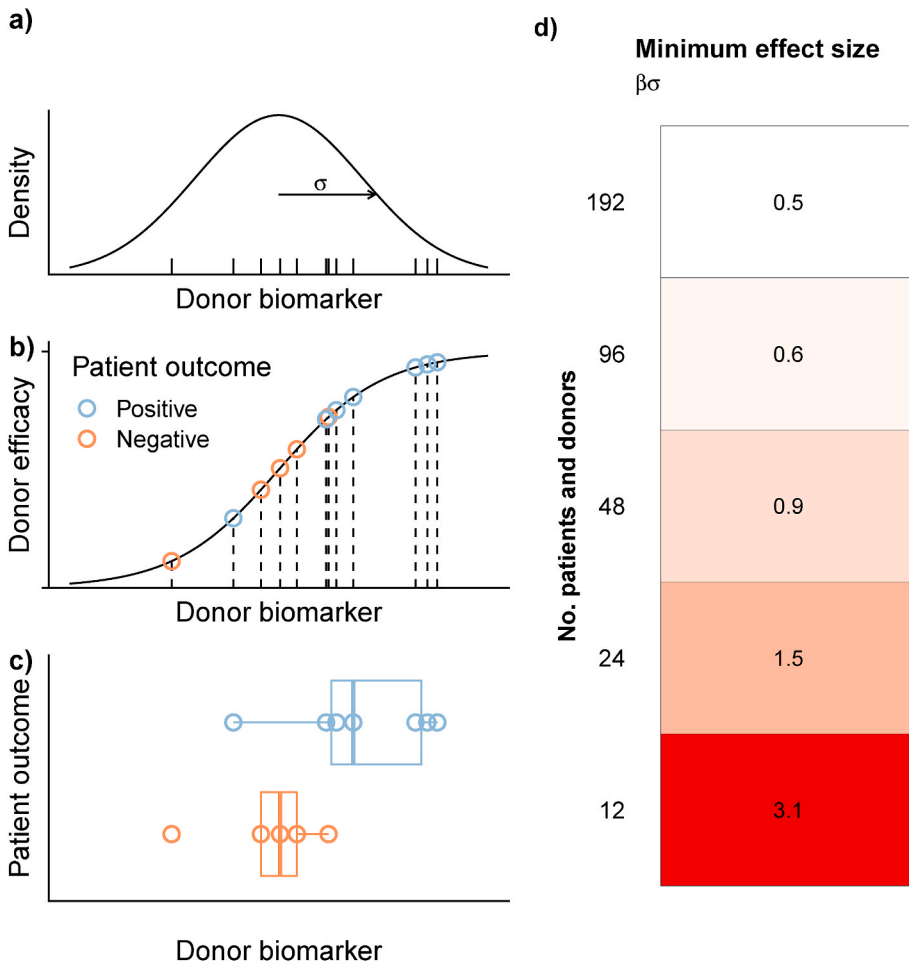 a)
Density
σ
Donor biomarker
b)
Donor efficacy
Patient outcome
Positive
Negative
Donor biomarker
c)
Patient outcome
Donor biomarker
d)
Minimum effect size
βσ
No. patients and donors
192
0.5
96
0.6
48
0.9
24
1.5
12
3.1